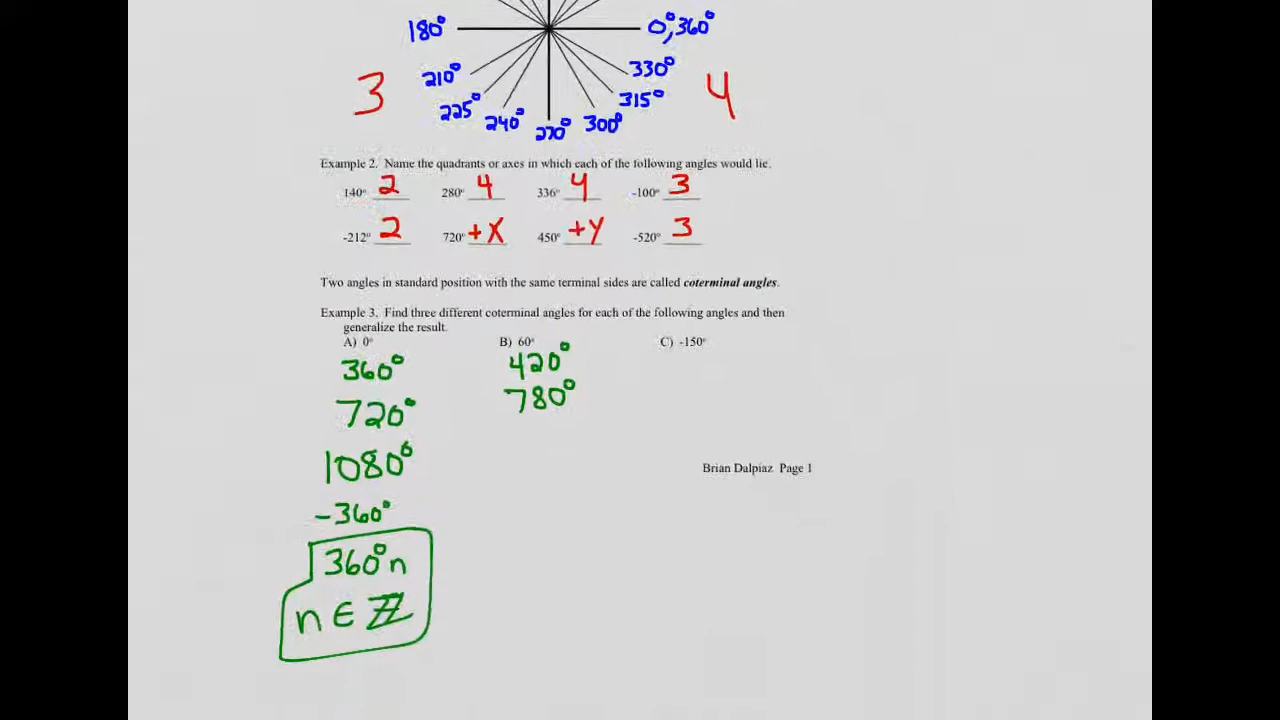 180° 0°, 360°
210° 330°
3 225° 315° 4
240° 270° 300°
Example 2. Name the quadrants or axes in which each of the following angles would lie.
140° 2 280° 4 336° 4 -100° 3
-212° 2 720° +X 450° +Y -520° 3
Two angles in standard position with the same terminal sides are called coterminal angles.
Example 3. Find three different coterminal angles for each of the following angles and then
generalize the result.
A) 0° B) 60° C) -150°
360° 420°
720° 780°
1080°
-360°
360°n
n ∈ ℤ
Brian Dalpiaz Page 1